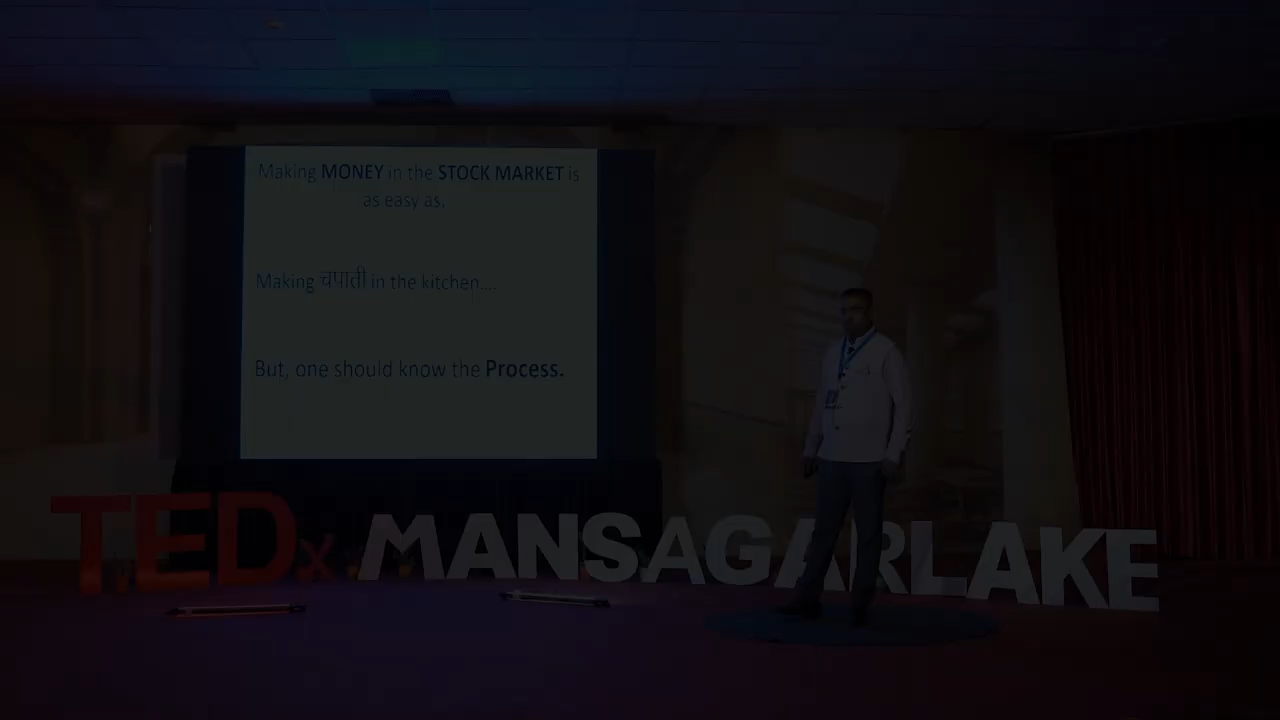 Making MONEY in the STOCK MARKET is
as easy as,
Making चपाती in the kitchen....
But, one should know the Process.
TEDx MANSAGARLAKE